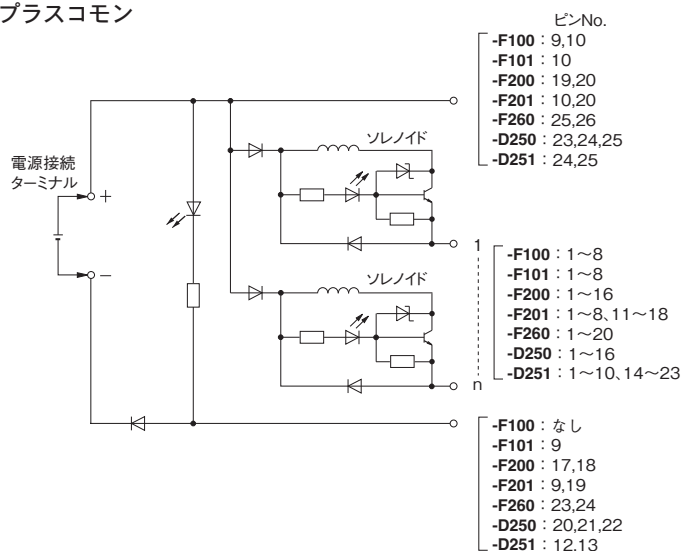 プラスコモン
ピンNo.
-F100：9,10
-F101：10
-F200：19,20
-F201：10,20
-F260：25,26
-D250：23,24,25
-D251：24,25
電源接続
ターミナル
+
−
ソレノイド
1
ソレノイド
n
-F100：1～8
-F101：1～8
-F200：1～16
-F201：1～8、11～18
-F260：1～20
-D250：1～16
-D251：1～10、14～23
-F100：なし
-F101：9
-F200：17,18
-F201：9,19
-F260：23,24
-D250：20,21,22
-D251：12,13